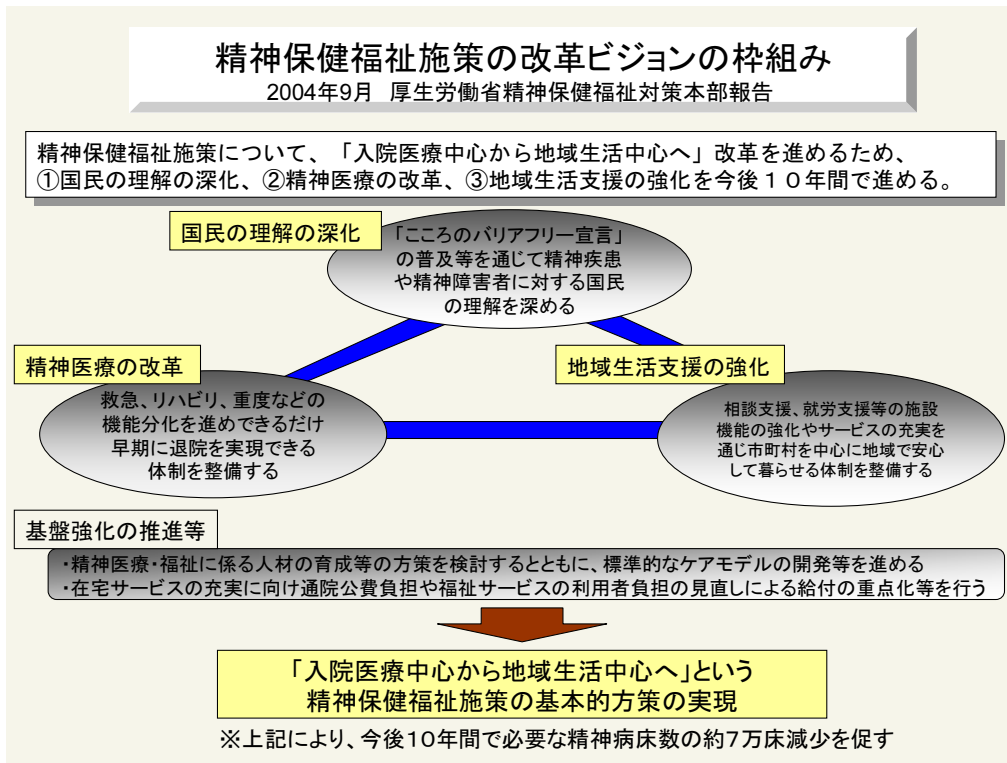 精神保健福祉施策の改革ビジョンの枠組み
2004年9月　厚生労働省精神保健福祉対策本部報告
精神保健福祉施策について、「入院医療中心から地域生活中心へ」改革を進めるため、
①国民の理解の深化、②精神医療の改革、③地域生活支援の強化を今後１０年間で進める。
国民の理解の深化
「こころのバリアフリー宣言」
の普及等を通じて精神疾患
や精神障害者に対する国民
の理解を深める
精神医療の改革
救急、リハビリ、重度などの
機能分化を進めできるだけ
早期に退院を実現できる
体制を整備する
地域生活支援の強化
相談支援、就労支援等の施設
機能の強化やサービスの充実を
通じ市町村を中心に地域で安心
して暮らせる体制を整備する
基盤強化の推進等
・精神医療・福祉に係る人材の育成等の方策を検討するとともに、標準的なケアモデルの開発等を進める
・在宅サービスの充実に向け通院公費負担や福祉サービスの利用者負担の見直しによる給付の重点化等を行う
「入院医療中心から地域生活中心へ」という
精神保健福祉施策の基本的方策の実現
※上記により、今後10年間で必要な精神病床数の約7万床減少を促す